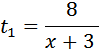 t₁ = 8 / (x + 3)